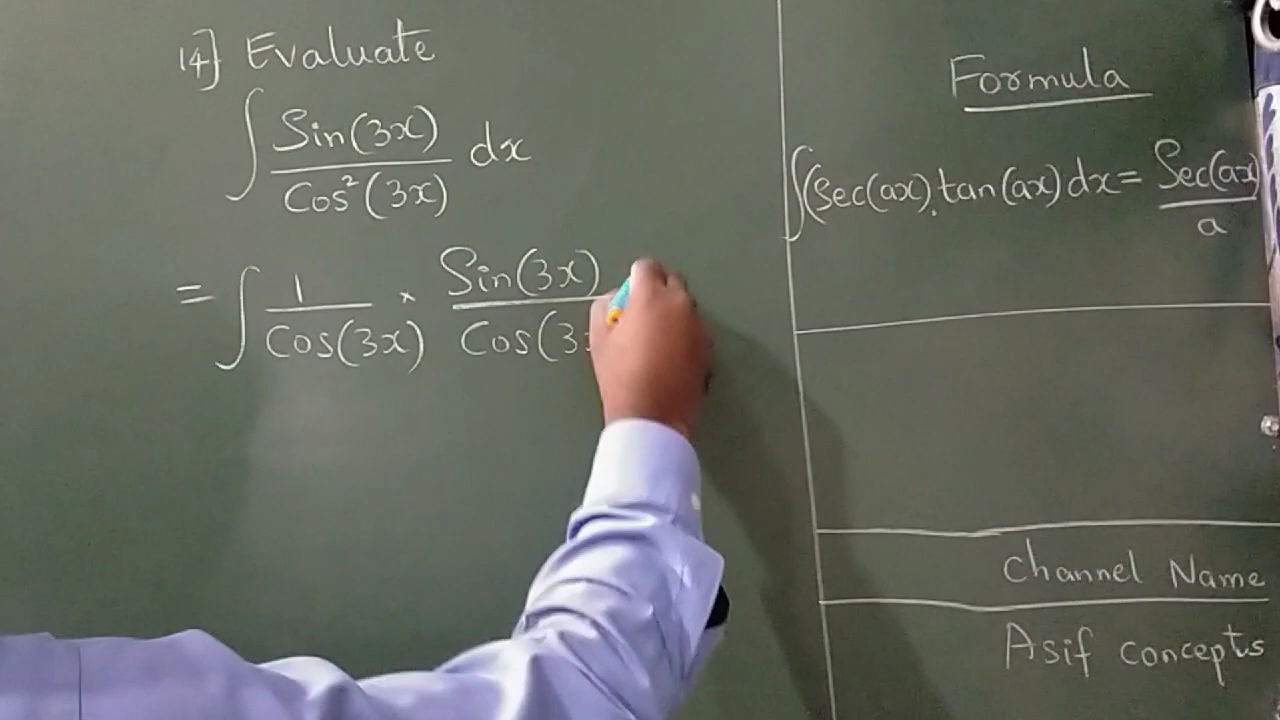 14] Evaluate
∫ Sin(3x) / Cos²(3x) dx
= ∫ 1 / Cos(3x) × Sin(3x) / Cos(3
Formula
∫(Sec(ax).tan(ax)dx = Sec(ax) / a
Channel Name
Asif concepts